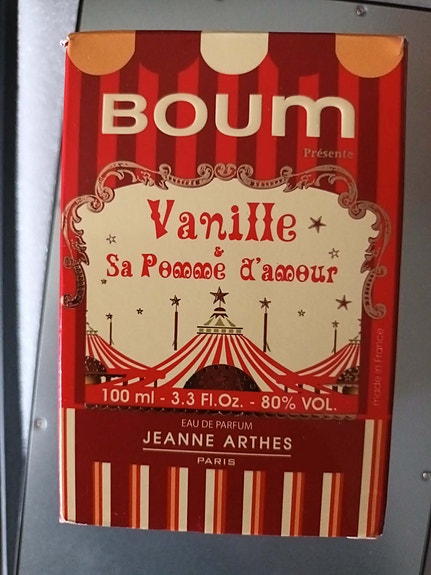 BOUM
Présente
Vanille
&
Sa Pomme d'amour
made in France
100 ml - 3.3 Fl.Oz. - 80% VOL.
EAU DE PARFUM
JEANNE ARTHES
PARIS